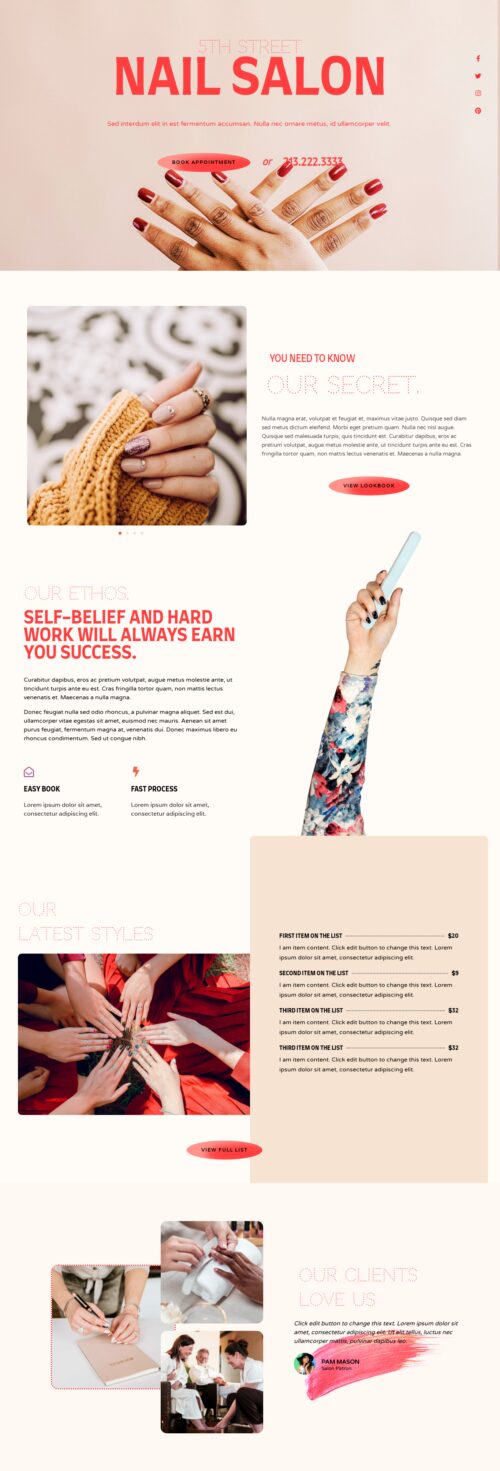 5TH STREET
NAIL SALON
Sed interdum elit in est fermentum accumsan. Nulla nec ornare metus, id ullamcorper velit.
BOOK APPOINTMENT or 213.222.3333
YOU NEED TO KNOW
OUR SECRET.
Nulla magna erat, volutpat et feugiat et, maximus vitae justo. Quisque sed diam
sed metus dictum eleifend. Morbi eget pretium quam. Nulla nec nisl augue.
Quisque sed malesuada turpis, quis tincidunt est. Curabitur dapibus, eros ac
pretium volutpat, augue metus molestie ante, ut tincidunt turpis ante eu est. Cras
fringilla tortor quam, non mattis lectus venenatis et. Maecenas a nulla magna.
VIEW LOOKBOOK
OUR ETHOS.
SELF-BELIEF AND HARD
WORK WILL ALWAYS EARN
YOU SUCCESS.
Curabitur dapibus, eros ac pretium volutpat, augue metus molestie ante, ut
tincidunt turpis ante eu est. Cras fringilla tortor quam, non mattis lectus
venenatis et. Maecenas a nulla magna.
Donec feugiat nulla sed odio rhoncus, a pulvinar magna aliquet. Sed est dui,
ullamcorper vitae egestas sit amet, euismod nec mauris. Aenean sit amet
purus feugiat, fermentum magna at, venenatis dui. Donec maximus libero eu
rhoncus condimentum. Sed ut congue nibh.
EASY BOOK
Lorem ipsum dolor sit amet,
consectetur adipiscing elit.
FAST PROCESS
Lorem ipsum dolor sit amet,
consectetur adipiscing elit.
OUR
LATEST STYLES
FIRST ITEM ON THE LIST $20
I am item content. Click edit button to change this text. Lorem
ipsum dolor sit amet, consectetur adipiscing elit.
SECOND ITEM ON THE LIST $9
I am item content. Click edit button to change this text. Lorem
ipsum dolor sit amet, consectetur adipiscing elit.
THIRD ITEM ON THE LIST $32
I am item content. Click edit button to change this text. Lorem
ipsum dolor sit amet, consectetur adipiscing elit.
THIRD ITEM ON THE LIST $32
I am item content. Click edit button to change this text. Lorem
ipsum dolor sit amet, consectetur adipiscing elit.
VIEW FULL LIST
OUR CLIENTS
LOVE US
Click edit button to change this text. Lorem ipsum dolor sit
amet, consectetur adipiscing elit. Ut elit tellus, luctus nec
ullamcorper mattis, pulvinar dapibus leo.
PAM MASON
Salon Patron